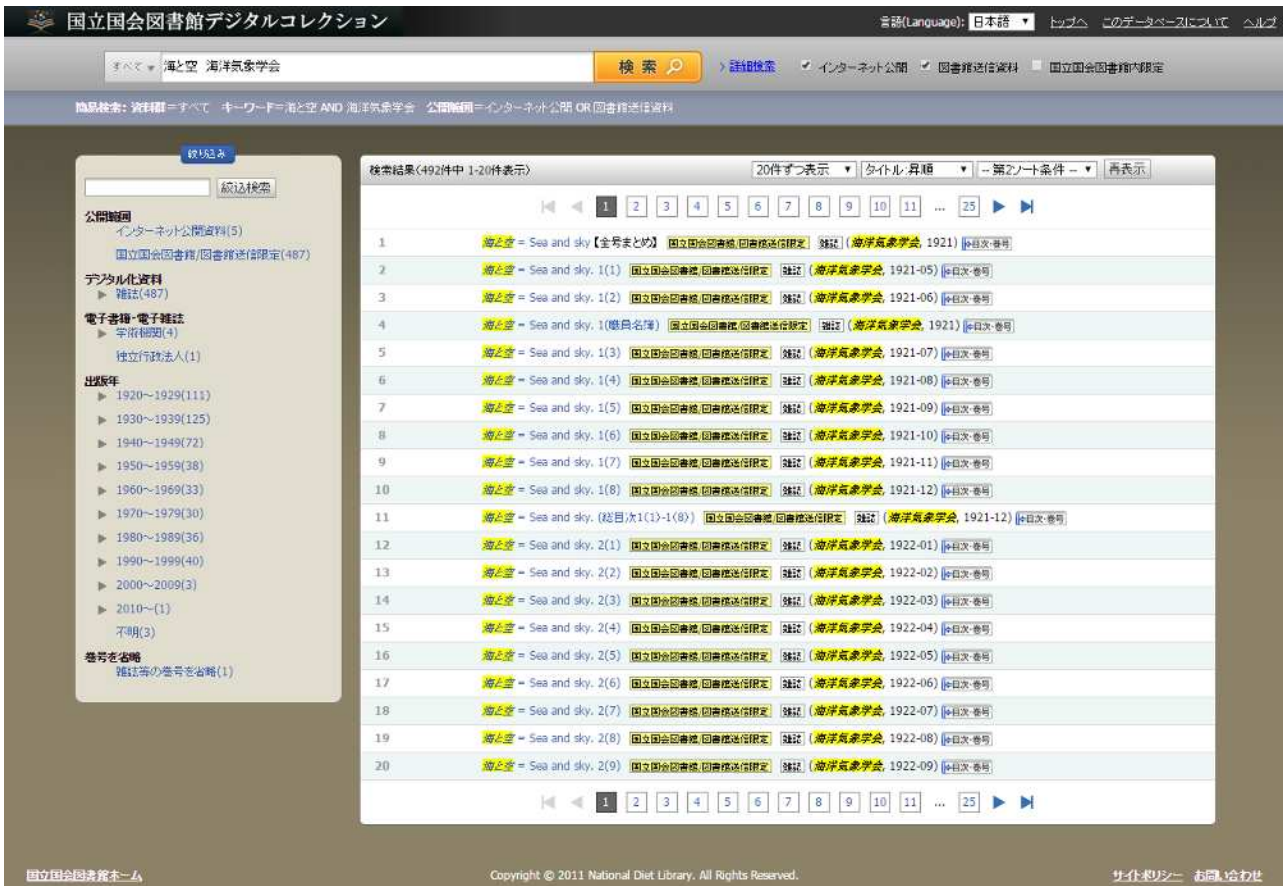 国立国会図書館デジタルコレクション
言語(Language): 日本語 ▼ トップへ このデータベースについて ヘルプ
すべて ▼ 海と空 海洋気象学会 検索 > 詳細検索 ✔ インターネット公開 ✔ 図書館送信資料 国立国会図書館内限定
簡易検索: 資料群=すべて キーワード=海と空 AND 海洋気象学会 公開範囲=インターネット公開 OR 図書館送信資料
絞り込み
絞込検索
公開範囲
インターネット公開資料(5)
国立国会図書館/図書館送信限定(487)
デジタル化資料
▶ 雑誌(487)
電子書籍・電子雑誌
▶ 学術機関(4)
独立行政法人(1)
出版年
▶ 1920～1929(111)
▶ 1930～1939(125)
▶ 1940～1949(72)
▶ 1950～1959(38)
▶ 1960～1969(33)
▶ 1970～1979(30)
▶ 1980～1989(36)
▶ 1990～1999(40)
▶ 2000～2009(3)
▶ 2010～(1)
不明(3)
巻号を省略
雑誌等の巻号を省略(1)
検索結果(492件中 1-20件表示)
20件ずつ表示 ▼ タイトル:昇順 ▼ -- 第2ソート条件 -- ▼ 再表示
1 2 3 4 5 6 7 8 9 10 11 ... 25
1 海と空 = Sea and sky【全号まとめ】 国立国会図書館/図書館送信限定 雑誌 (海洋気象学会, 1921) 目次・巻号
2 海と空 = Sea and sky. 1(1) 国立国会図書館/図書館送信限定 雑誌 (海洋気象学会, 1921-05) 目次・巻号
3 海と空 = Sea and sky. 1(2) 国立国会図書館/図書館送信限定 雑誌 (海洋気象学会, 1921-06) 目次・巻号
4 海と空 = Sea and sky. 1(職員名簿) 国立国会図書館/図書館送信限定 雑誌 (海洋気象学会, 1921) 目次・巻号
5 海と空 = Sea and sky. 1(3) 国立国会図書館/図書館送信限定 雑誌 (海洋気象学会, 1921-07) 目次・巻号
6 海と空 = Sea and sky. 1(4) 国立国会図書館/図書館送信限定 雑誌 (海洋気象学会, 1921-08) 目次・巻号
7 海と空 = Sea and sky. 1(5) 国立国会図書館/図書館送信限定 雑誌 (海洋気象学会, 1921-09) 目次・巻号
8 海と空 = Sea and sky. 1(6) 国立国会図書館/図書館送信限定 雑誌 (海洋気象学会, 1921-10) 目次・巻号
9 海と空 = Sea and sky. 1(7) 国立国会図書館/図書館送信限定 雑誌 (海洋気象学会, 1921-11) 目次・巻号
10 海と空 = Sea and sky. 1(8) 国立国会図書館/図書館送信限定 雑誌 (海洋気象学会, 1921-12) 目次・巻号
11 海と空 = Sea and sky. (総目次1(1)-1(8)) 国立国会図書館/図書館送信限定 雑誌 (海洋気象学会, 1921-12) 目次・巻号
12 海と空 = Sea and sky. 2(1) 国立国会図書館/図書館送信限定 雑誌 (海洋気象学会, 1922-01) 目次・巻号
13 海と空 = Sea and sky. 2(2) 国立国会図書館/図書館送信限定 雑誌 (海洋気象学会, 1922-02) 目次・巻号
14 海と空 = Sea and sky. 2(3) 国立国会図書館/図書館送信限定 雑誌 (海洋気象学会, 1922-03) 目次・巻号
15 海と空 = Sea and sky. 2(4) 国立国会図書館/図書館送信限定 雑誌 (海洋気象学会, 1922-04) 目次・巻号
16 海と空 = Sea and sky. 2(5) 国立国会図書館/図書館送信限定 雑誌 (海洋気象学会, 1922-05) 目次・巻号
17 海と空 = Sea and sky. 2(6) 国立国会図書館/図書館送信限定 雑誌 (海洋気象学会, 1922-06) 目次・巻号
18 海と空 = Sea and sky. 2(7) 国立国会図書館/図書館送信限定 雑誌 (海洋気象学会, 1922-07) 目次・巻号
19 海と空 = Sea and sky. 2(8) 国立国会図書館/図書館送信限定 雑誌 (海洋気象学会, 1922-08) 目次・巻号
20 海と空 = Sea and sky. 2(9) 国立国会図書館/図書館送信限定 雑誌 (海洋気象学会, 1922-09) 目次・巻号
1 2 3 4 5 6 7 8 9 10 11 ... 25
国立国会図書館ホーム Copyright © 2011 National Diet Library. All Rights Reserved. サイトポリシー お問い合わせ